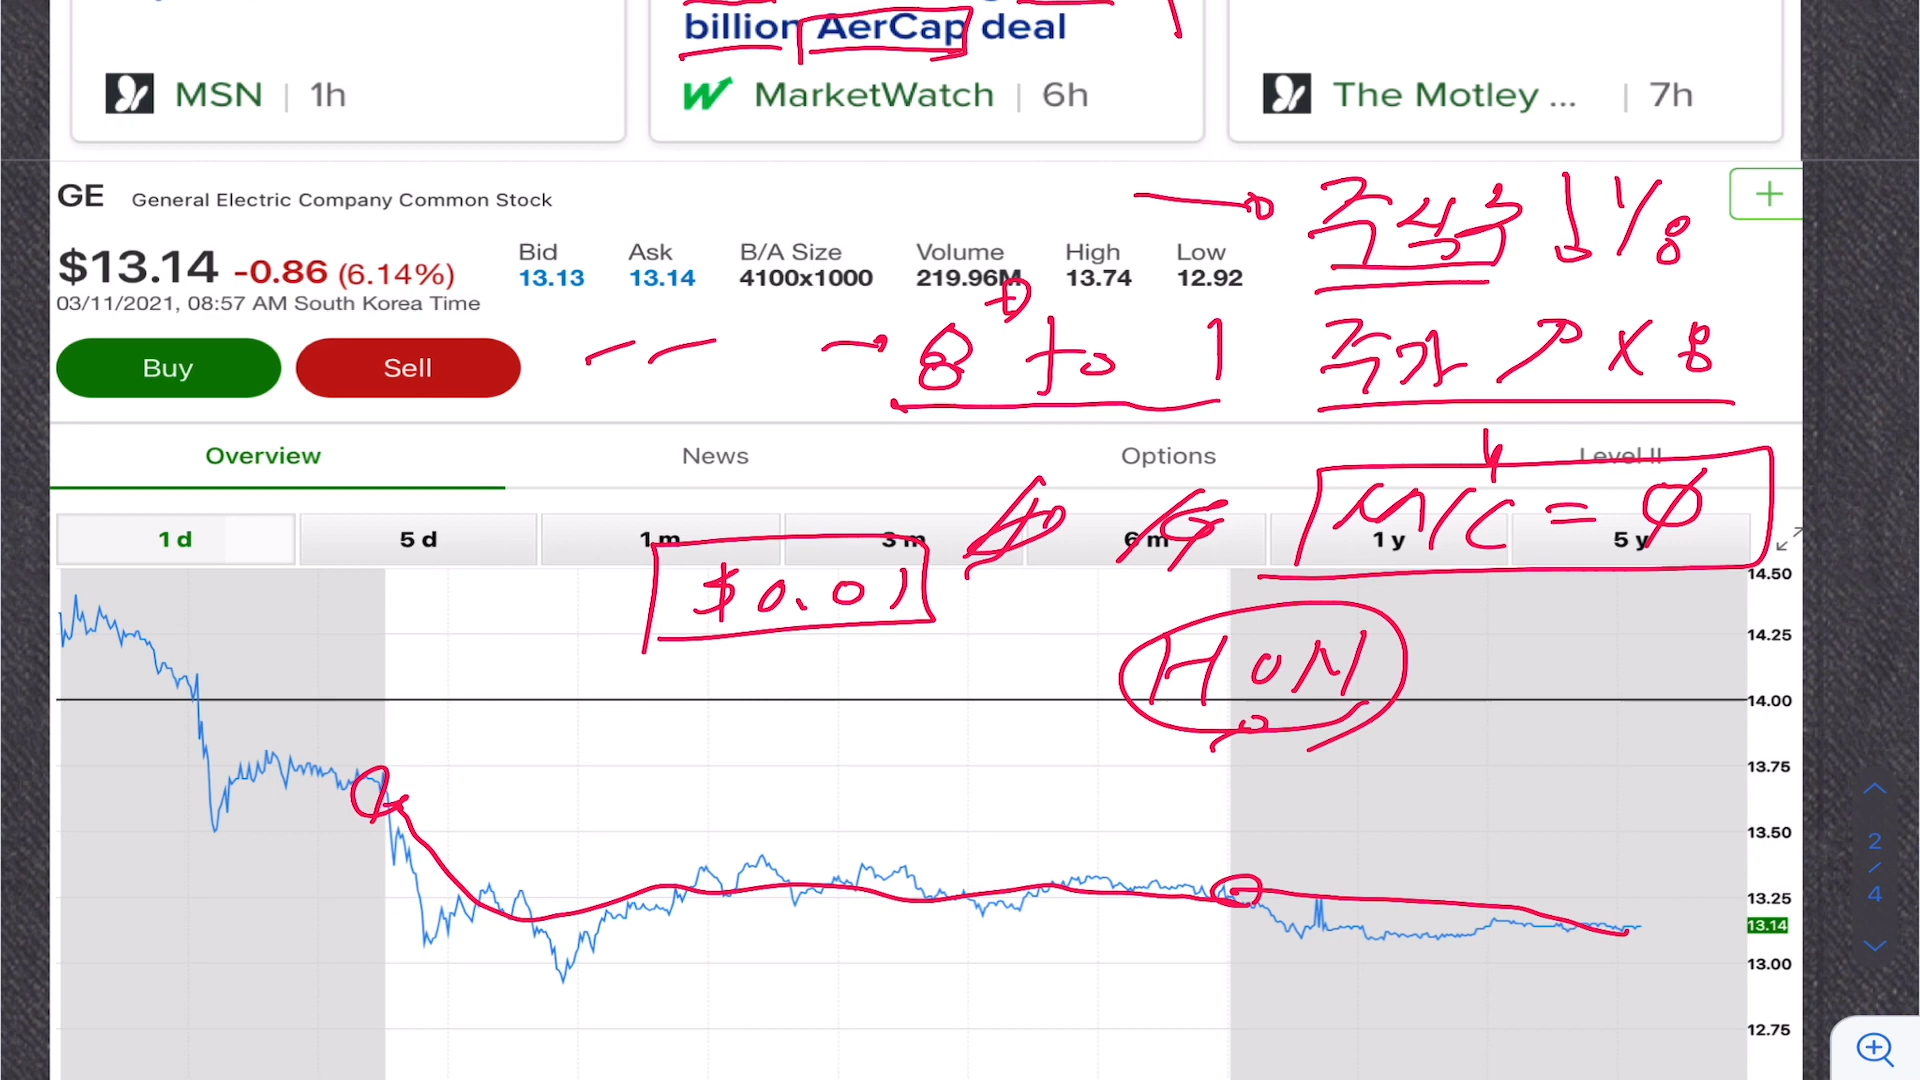 billion AerCap deal
MSN | 1h
MarketWatch | 6h
The Motley ... | 7h
GE General Electric Company Common Stock
→ 주식수 ↓ 1/8
$13.14 -0.86 (6.14%)
03/11/2021, 08:57 AM South Korea Time
Bid Ask B/A Size Volume High Low
13.13 13.14 4100x1000 219.96M 13.74 12.92
Buy Sell
→ 8 to 1
주가 ↗ x 8
Overview News Options Level II
M/C = Ø
1 d 5 d 1 m 3 m 6 m 1 y 5 y
$0.01
HON
14.50
14.25
14.00
13.75
13.50
13.25
13.14
13.00
12.75
2
/
4